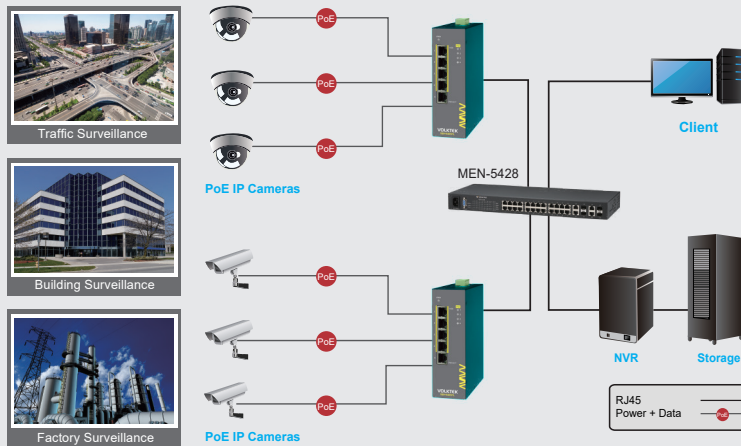 Traffic Surveillance
Building Surveillance
Factory Surveillance
PoE
PoE
PoE
PoE IP Cameras
VOLKTEK
MEN-5428
Client
PoE
PoE
PoE
PoE IP Cameras
VOLKTEK
NVR
Storage
RJ45
Power + Data
PoE